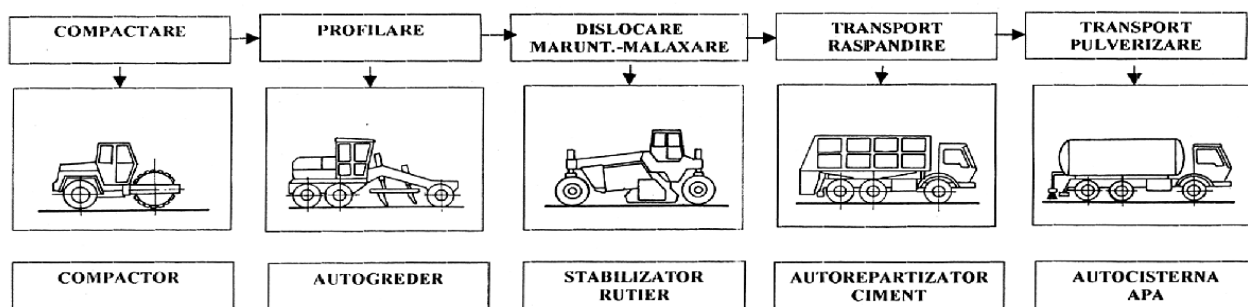 COMPACTARE
PROFILARE
DISLOCARE
MARUNT.-MALAXARE
TRANSPORT
RASPANDIRE
TRANSPORT
PULVERIZARE
COMPACTOR
AUTOGREDER
STABILIZATOR
RUTIER
AUTOREPARTIZATOR
CIMENT
AUTOCISTERNA
APA